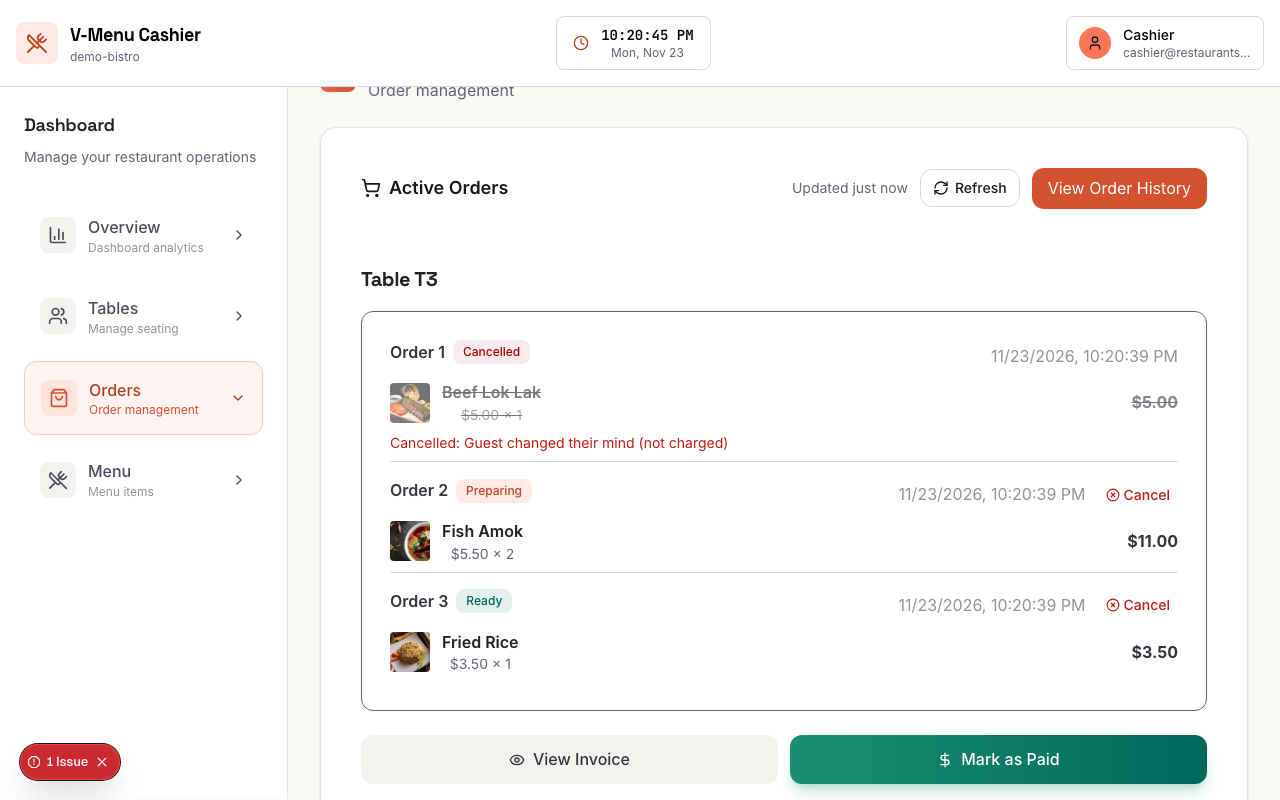 V-Menu Cashier
demo-bistro
10:20:45 PM
Mon, Nov 23
Cashier
cashier@restaurants...
Dashboard
Manage your restaurant operations
Overview
Dashboard analytics
Tables
Manage seating
Orders
Order management
Menu
Menu items
1 Issue
Order management
Active Orders
Updated just now
Refresh
View Order History
Table T3
Order 1 Cancelled 11/23/2026, 10:20:39 PM
Beef Lok Lak
$5.00 × 1
$5.00
Cancelled: Guest changed their mind (not charged)
Order 2 Preparing 11/23/2026, 10:20:39 PM Cancel
Fish Amok
$5.50 × 2
$11.00
Order 3 Ready 11/23/2026, 10:20:39 PM Cancel
Fried Rice
$3.50 × 1
$3.50
View Invoice
Mark as Paid